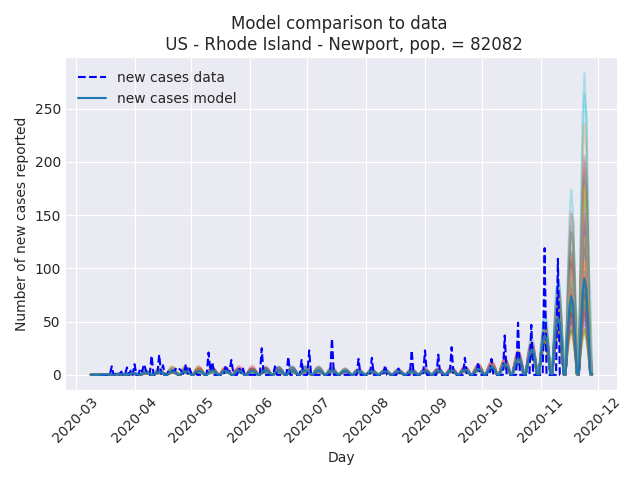 Model comparison to data
US - Rhode Island - Newport, pop. = 82082
new cases data
new cases model
Number of new cases reported
250
200
150
100
50
0
2020-03
2020-04
2020-05
2020-06
2020-07
2020-08
2020-09
2020-10
2020-11
2020-12
Day